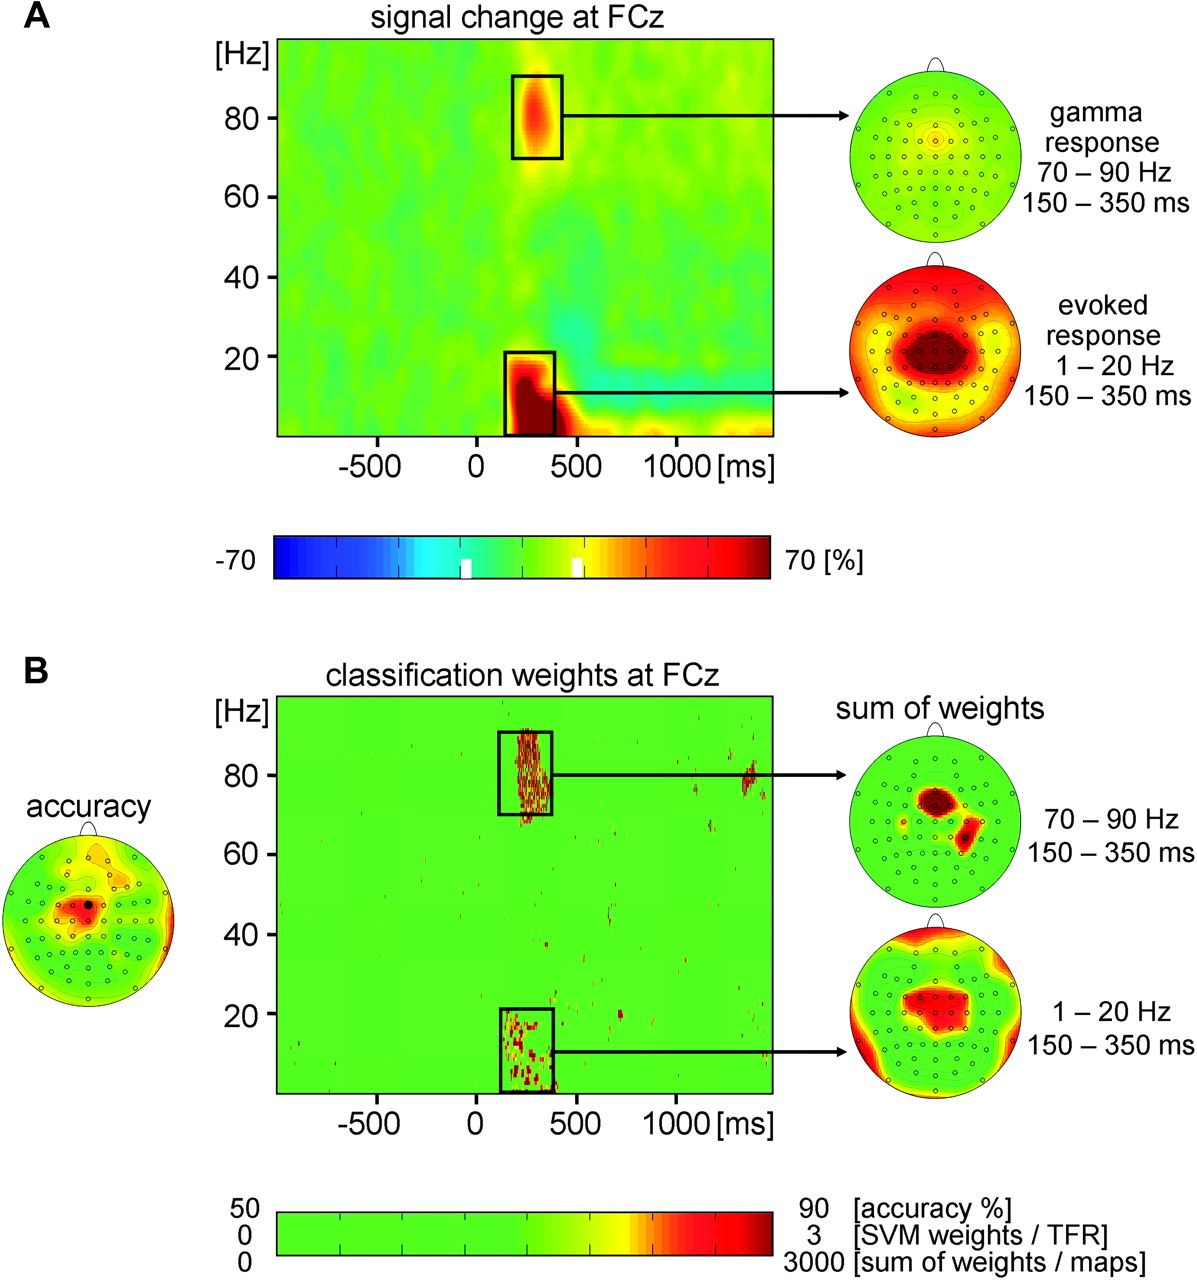 A
signal change at FCz
[Hz]
80
60
40
20
-500 0 500 1000 [ms]
gamma
response
70 – 90 Hz
150 – 350 ms
evoked
response
1 – 20 Hz
150 – 350 ms
-70 70 [%]
B
classification weights at FCz
[Hz]
80
60
40
20
-500 0 500 1000 [ms]
accuracy
sum of weights
70 – 90 Hz
150 – 350 ms
1 – 20 Hz
150 – 350 ms
50 90 [accuracy %]
0 3 [SVM weights / TFR]
0 3000 [sum of weights / maps]